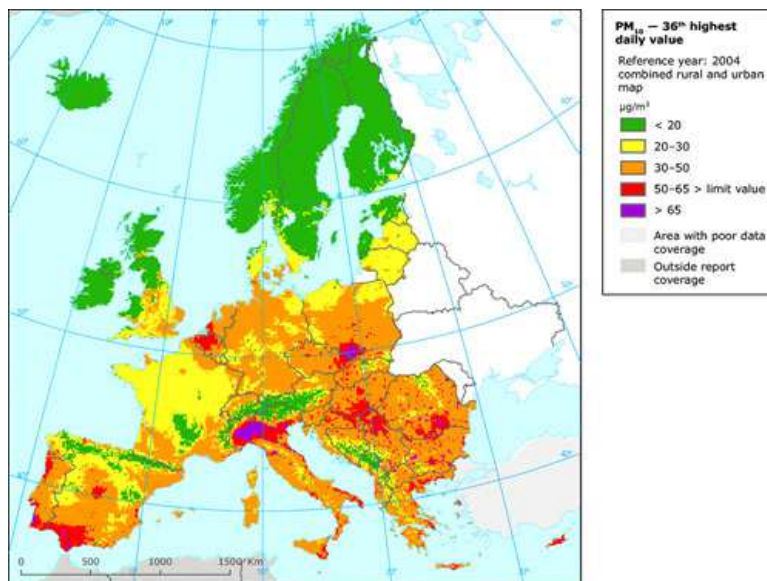 PM₁₀ — 36th highest
daily value
Reference year: 2004
combined rural and urban
map
µg/m³
< 20
20–30
30–50
50–65 > limit value
> 65
Area with poor data
coverage
Outside report
coverage
0 500 1000 1500 Km